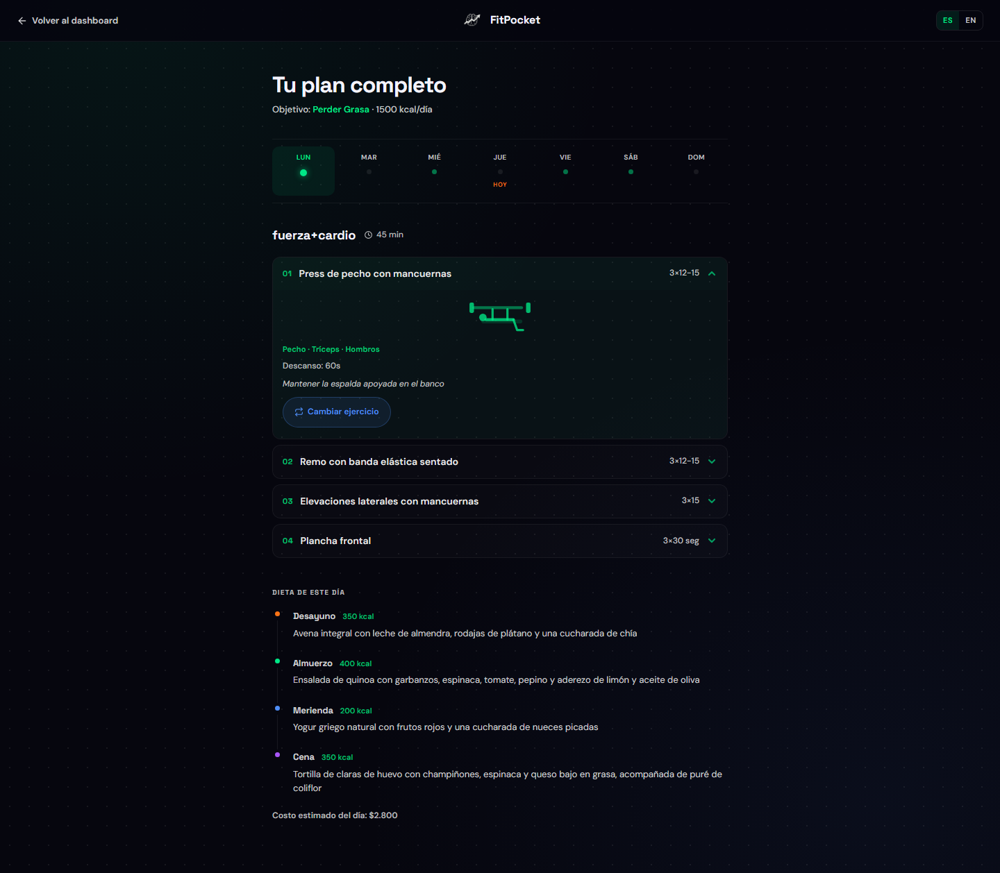 Volver al dashboard
FitPocket
ES EN
Tu plan completo
Objetivo: Perder Grasa · 1500 kcal/día
LUN MAR MIÉ JUE VIE SÁB DOM
HOY
fuerza+cardio 45 min
01 Press de pecho con mancuernas 3×12-15
Pecho · Tríceps · Hombros
Descanso: 60s
Mantener la espalda apoyada en el banco
Cambiar ejercicio
02 Remo con banda elástica sentado 3×12-15
03 Elevaciones laterales con mancuernas 3×15
04 Plancha frontal 3×30 seg
DIETA DE ESTE DÍA
Desayuno 350 kcal
Avena integral con leche de almendra, rodajas de plátano y una cucharada de chía
Almuerzo 400 kcal
Ensalada de quinoa con garbanzos, espinaca, tomate, pepino y aderezo de limón y aceite de oliva
Merienda 200 kcal
Yogur griego natural con frutos rojos y una cucharada de nueces picadas
Cena 350 kcal
Tortilla de claras de huevo con champiñones, espinaca y queso bajo en grasa, acompañada de puré de
coliflor
Costo estimado del día: $2.800